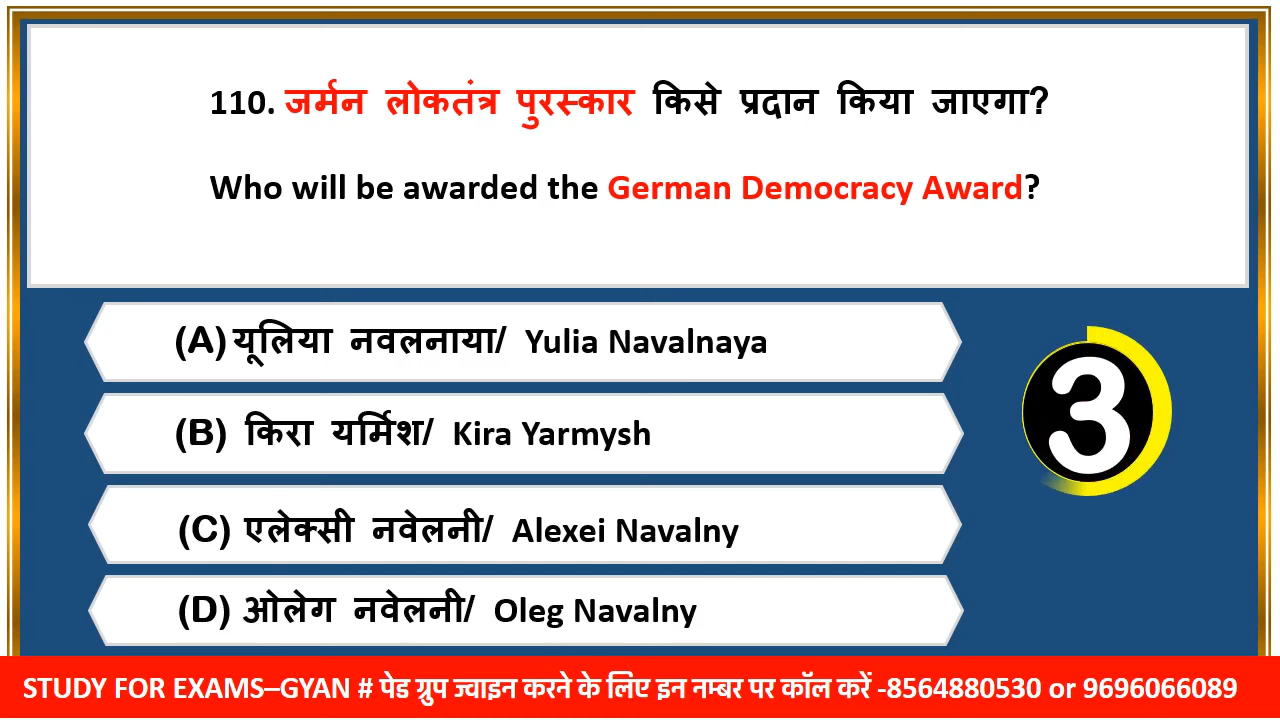 110. जर्मन लोकतंत्र पुरस्कार किसे प्रदान किया जाएगा?
Who will be awarded the German Democracy Award?
(A) यूलिया नवलनाया/ Yulia Navalnaya
(B) किरा यर्मिश/ Kira Yarmysh
(C) एलेक्सी नवेलनी/ Alexei Navalny
(D) ओलेग नवेलनी/ Oleg Navalny
3
STUDY FOR EXAMS–GYAN # पेड ग्रुप ज्वाइन करने के लिए इन नम्बर पर कॉल करें -8564880530 or 9696066089